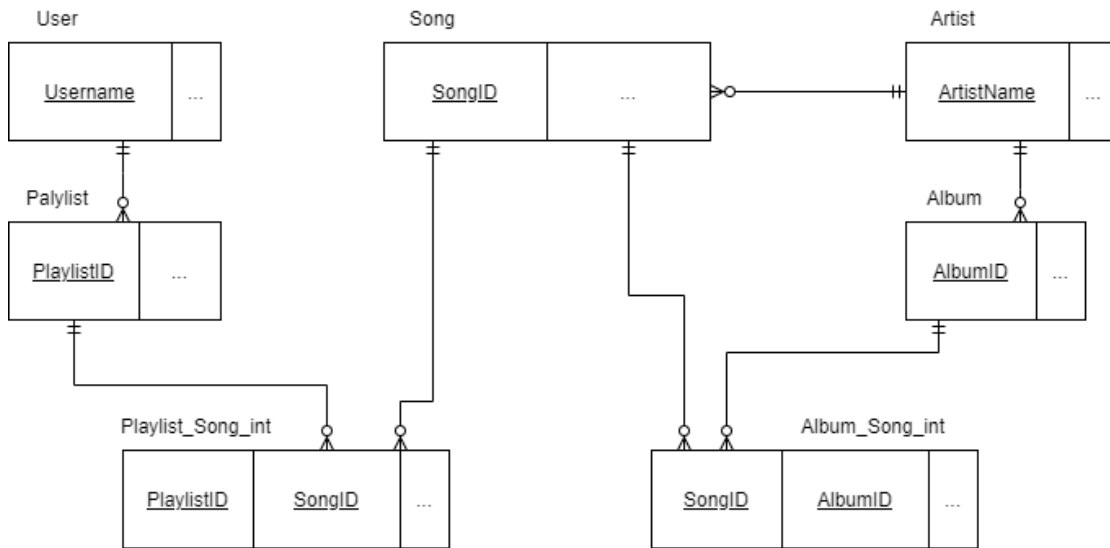 User
Song
Artist
Username ...
SongID ...
ArtistName ...
Palylist
Album
PlaylistID ...
AlbumID ...
Playlist_Song_int
Album_Song_int
PlaylistID SongID ...
SongID AlbumID ...